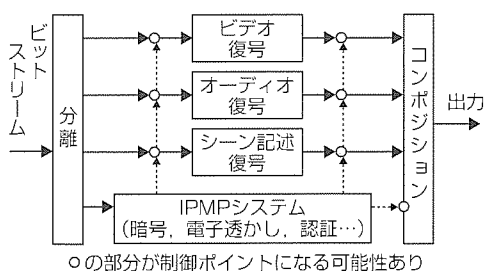 ビットストリーム
分離
ビデオ
復号
オーディオ
復号
シーン記述
復号
IPMPシステム
(暗号，電子透かし，認証…)
コンポジション
出力
○の部分が制御ポイントになる可能性あり